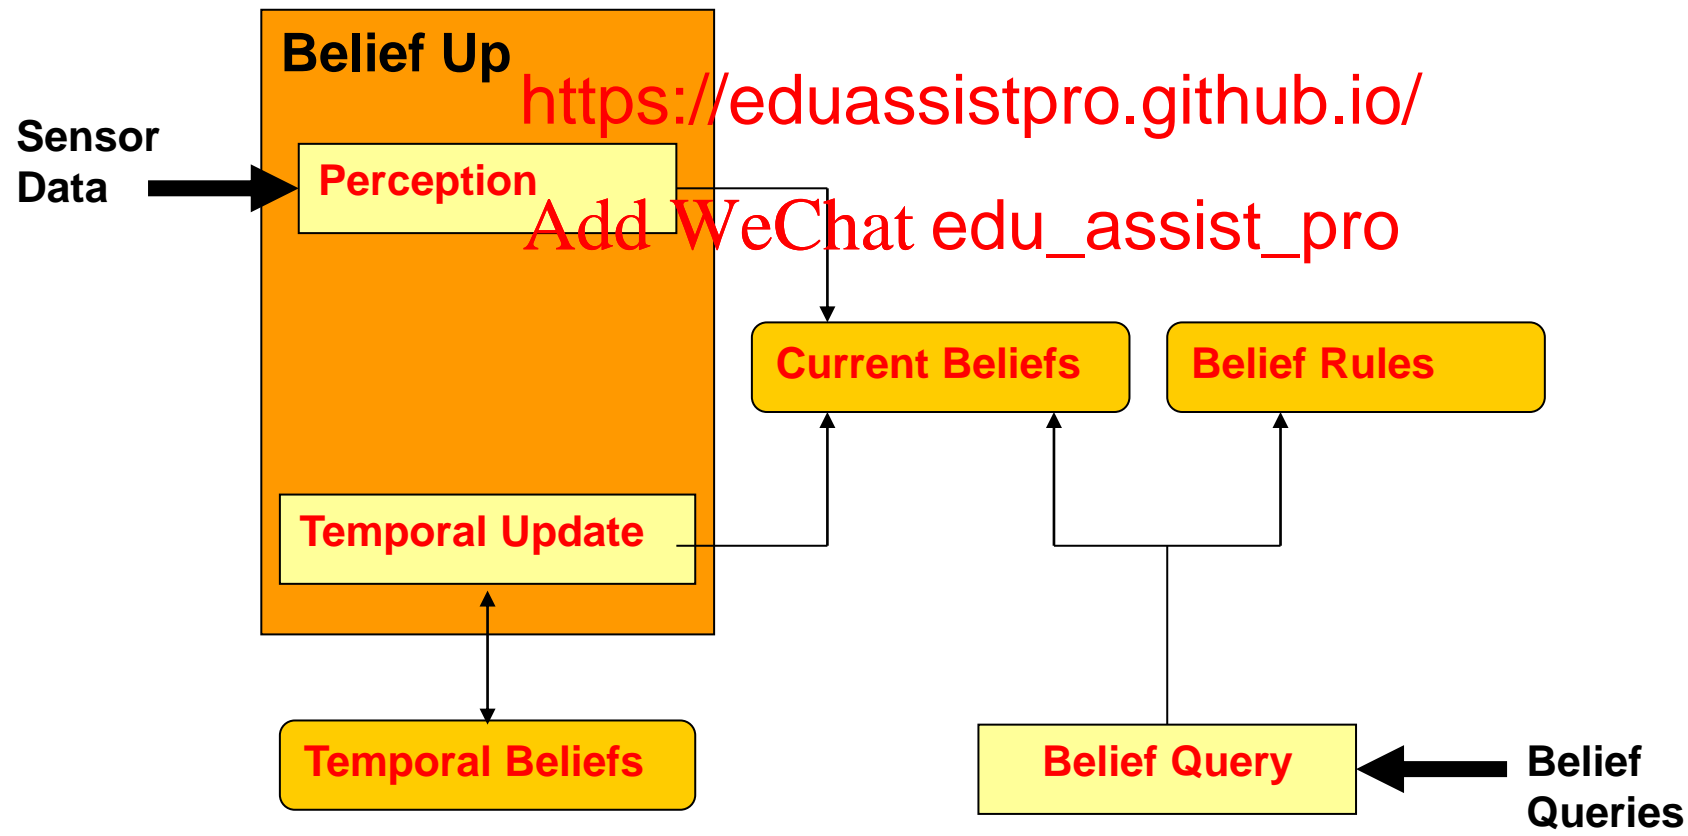 Belief Up
https://eduassistpro.github.io/
Sensor
Data
Perception
Add WeChat edu_assist_pro
Current Beliefs
Belief Rules
Temporal Update
Temporal Beliefs
Belief Query
Belief
Queries